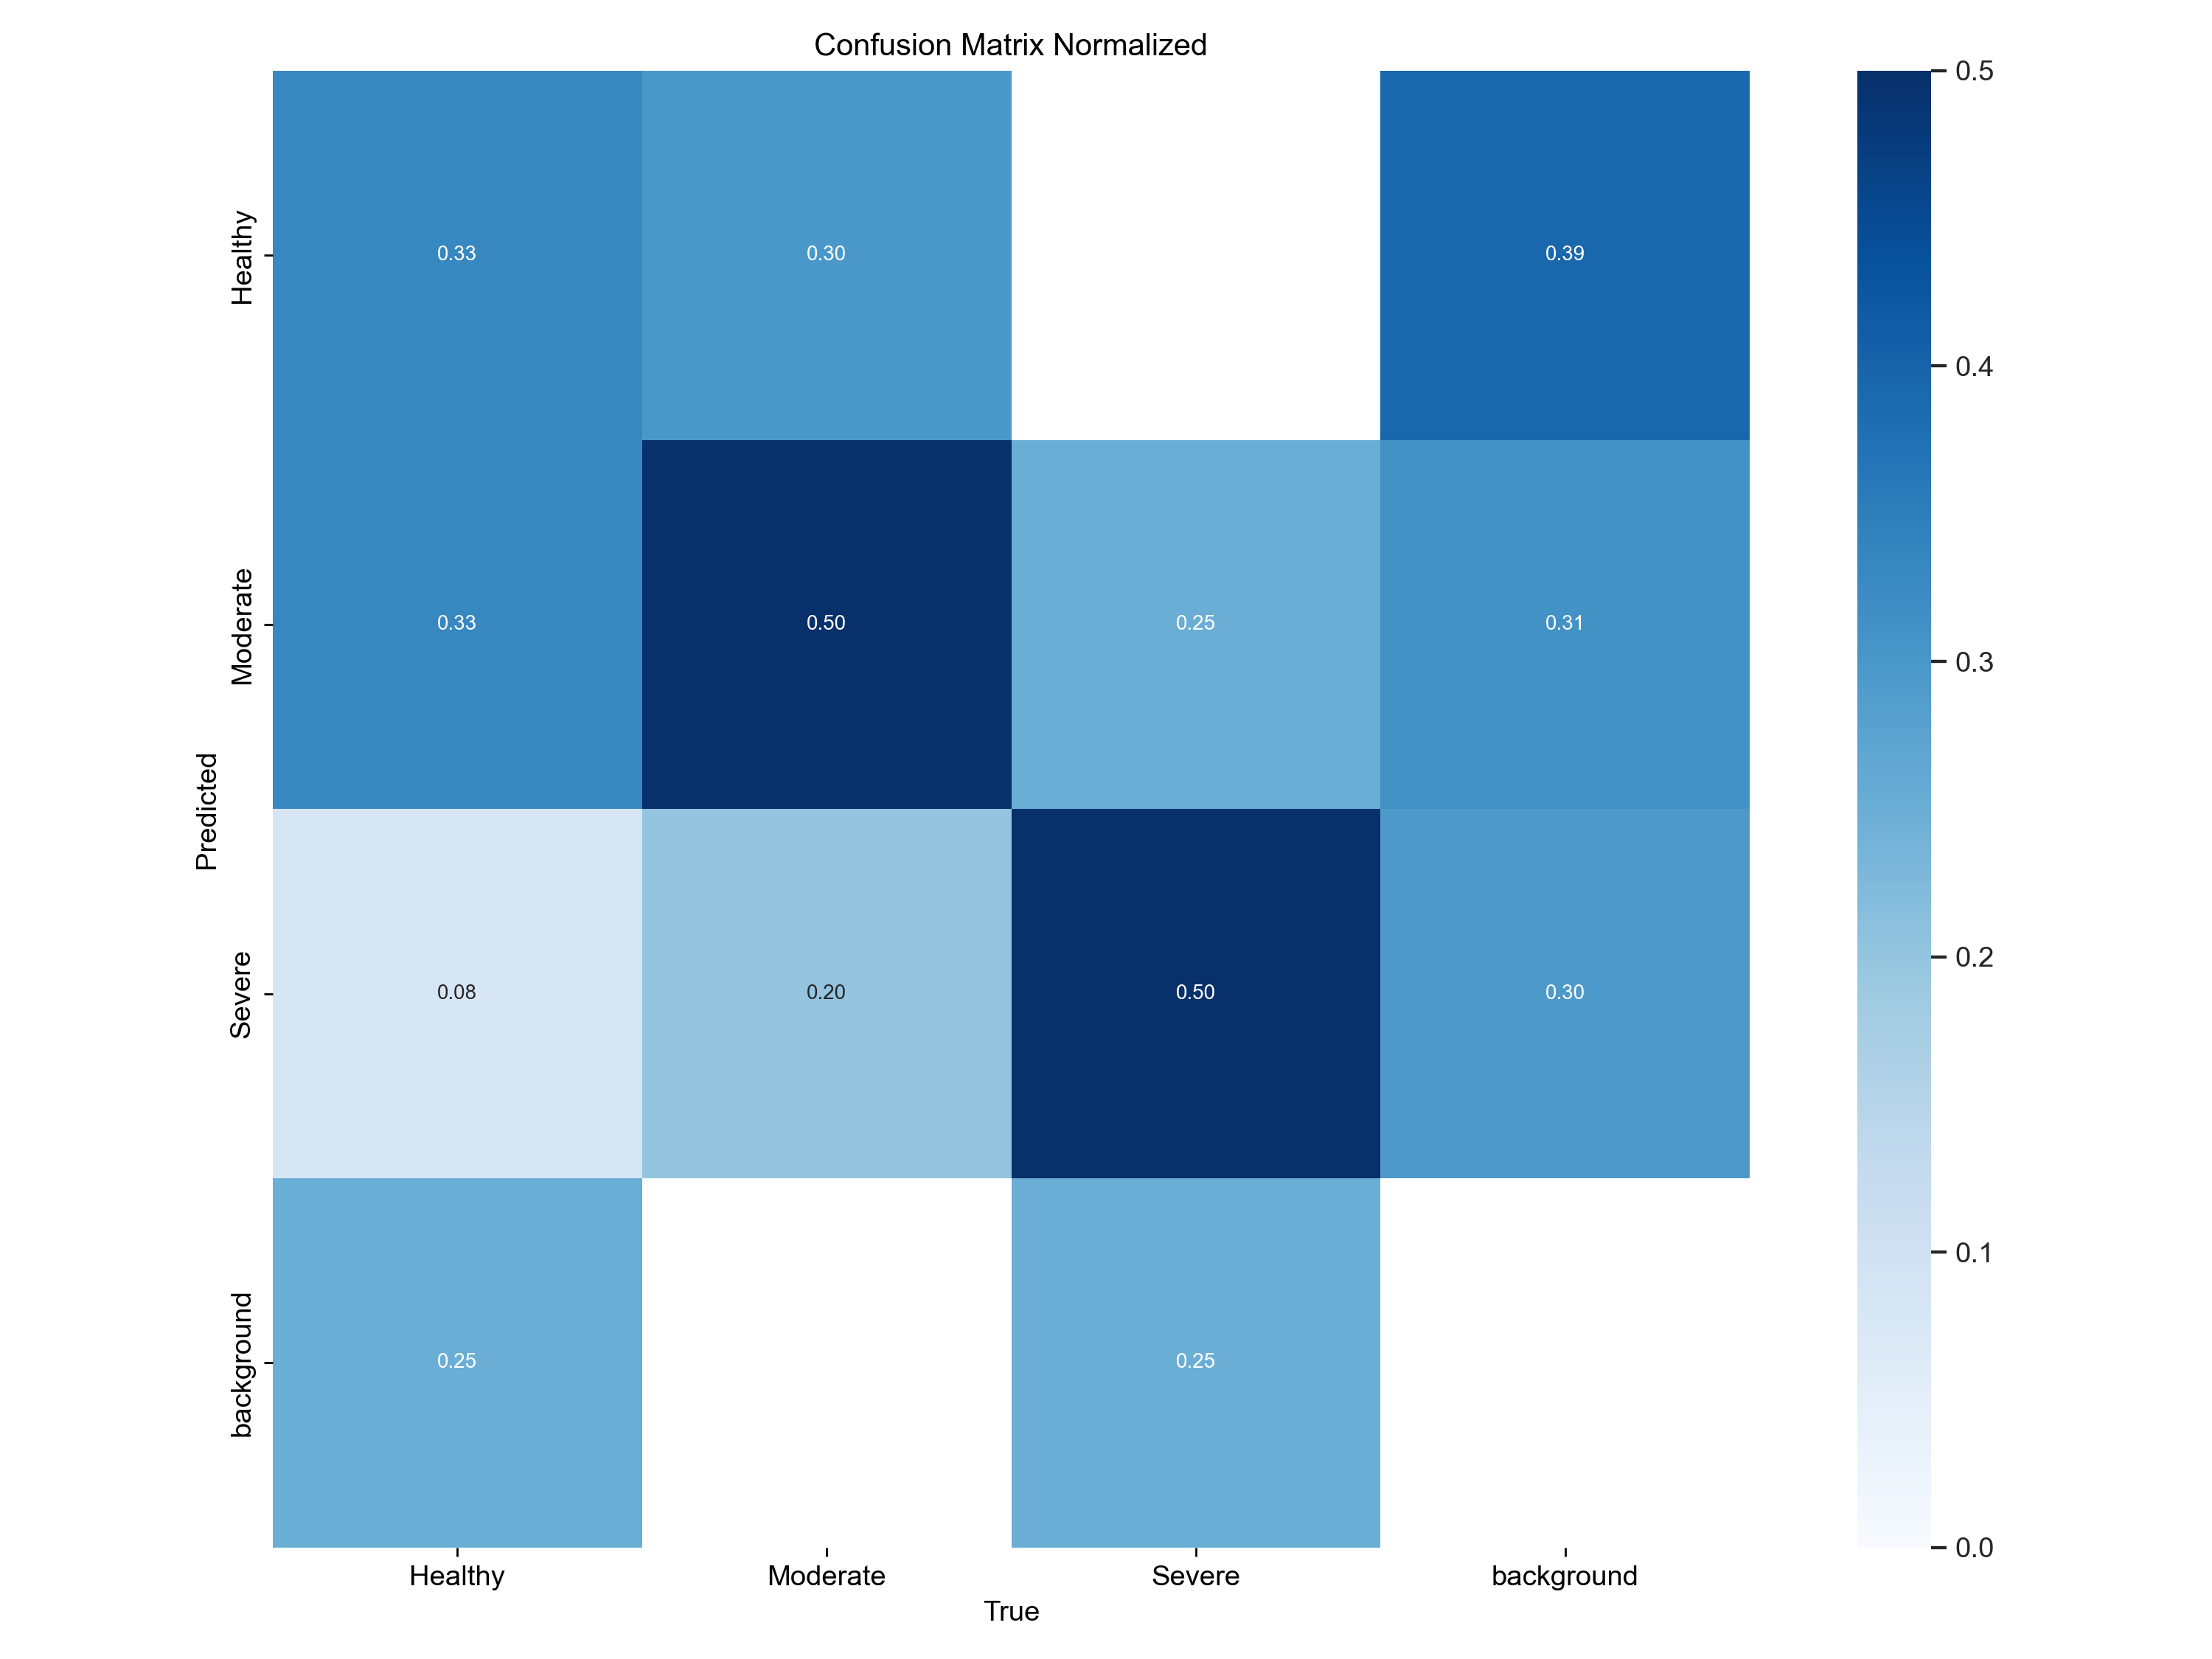 Confusion Matrix Normalized
Healthy
0.33
0.30
0.39
Moderate
0.33
0.50
0.25
0.31
Severe
0.08
0.20
0.50
0.30
background
0.25
0.25
Predicted
Healthy
Moderate
Severe
background
True
0.5
0.4
0.3
0.2
0.1
0.0